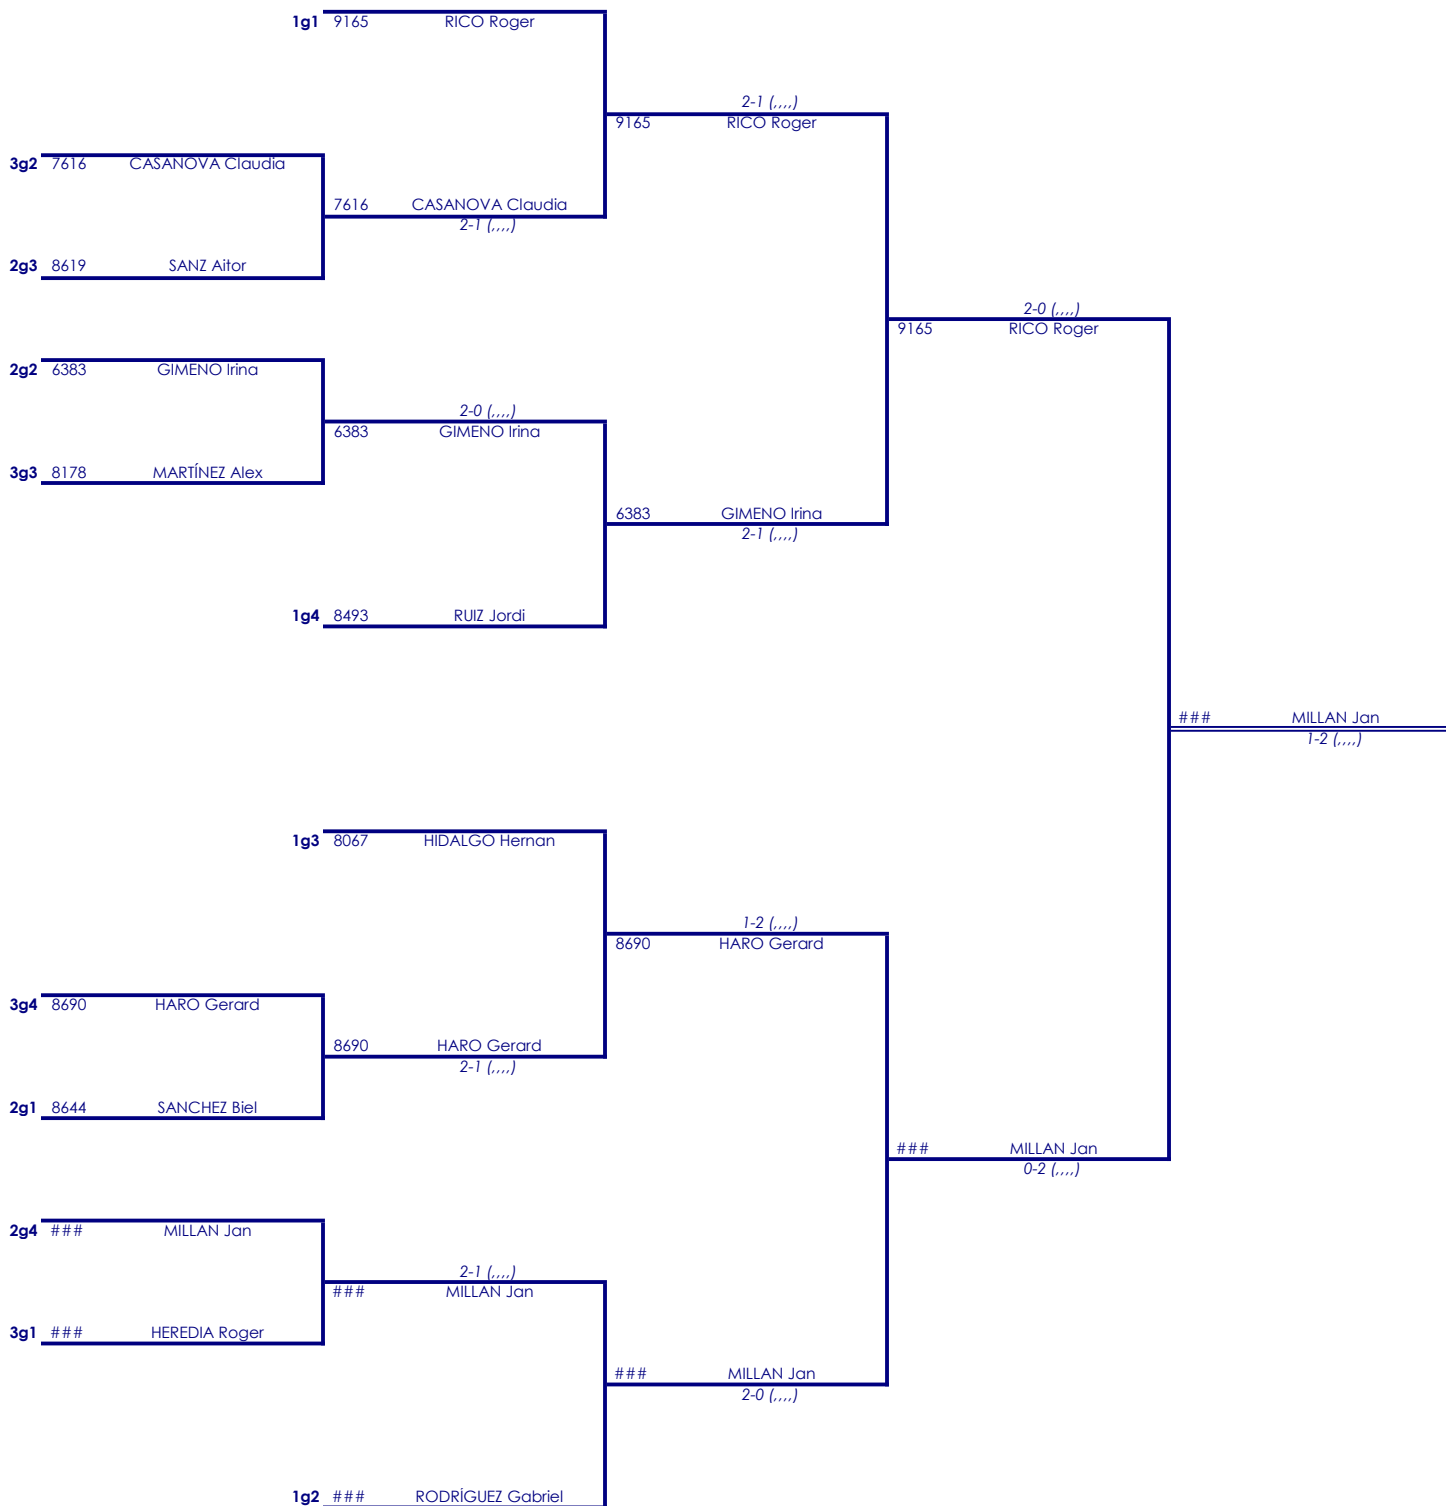 1g1 9165 RICO Roger
2-1 (,,,,)
9165 RICO Roger
3g2 7616 CASANOVA Claudia
7616 CASANOVA Claudia
2-1 (,,,,)
2g3 8619 SANZ Aitor
2-0 (,,,,)
9165 RICO Roger
2g2 6383 GIMENO Irina
2-0 (,,,,)
6383 GIMENO Irina
3g3 8178 MARTÍNEZ Alex
6383 GIMENO Irina
2-1 (,,,,)
1g4 8493 RUIZ Jordi
### MILLAN Jan
1-2 (,,,,)
1g3 8067 HIDALGO Hernan
1-2 (,,,,)
8690 HARO Gerard
3g4 8690 HARO Gerard
8690 HARO Gerard
2-1 (,,,,)
2g1 8644 SANCHEZ Biel
### MILLAN Jan
0-2 (,,,,)
2g4 ### MILLAN Jan
2-1 (,,,,)
### MILLAN Jan
3g1 ### HEREDIA Roger
### MILLAN Jan
2-0 (,,,,)
1g2 ### RODRÍGUEZ Gabriel